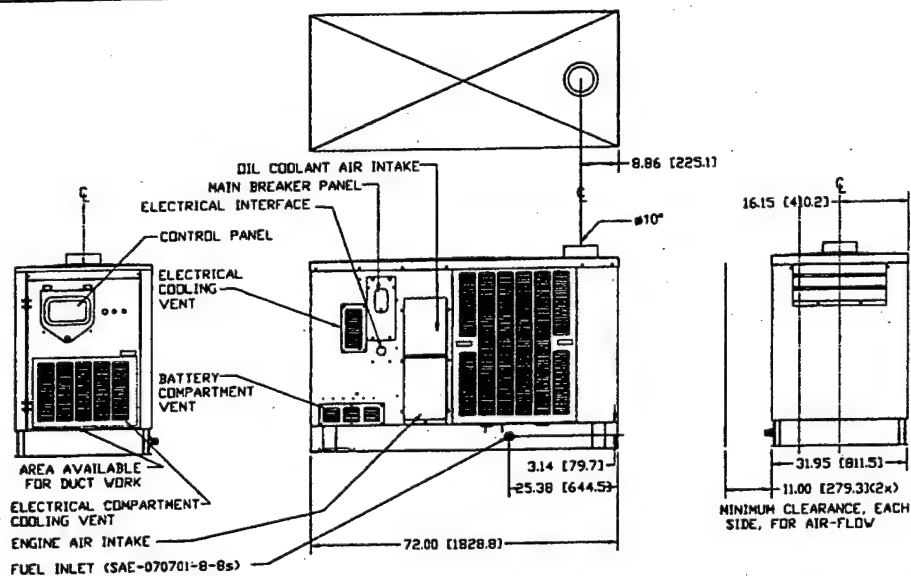 8.86 [225.1]
OIL COOLANT AIR INTAKE
MAIN BREAKER PANEL
ELECTRICAL INTERFACE
CONTROL PANEL
ELECTRICAL
COOLING
VENT
℄
℄
ø10"
16.15 [410.2]
℄
BATTERY
COMPARTMENT
VENT
AREA AVAILABLE
FOR DUCT WORK
ELECTRICAL COMPARTMENT
COOLING VENT
ENGINE AIR INTAKE
FUEL INLET (SAE-070701-8-8s)
3.14 [79.7]
25.38 [644.5]
72.00 [1828.8]
31.95 [811.5]
11.00 [279.3](2x)
MINIMUM CLEARANCE, EACH
SIDE, FOR AIR-FLOW